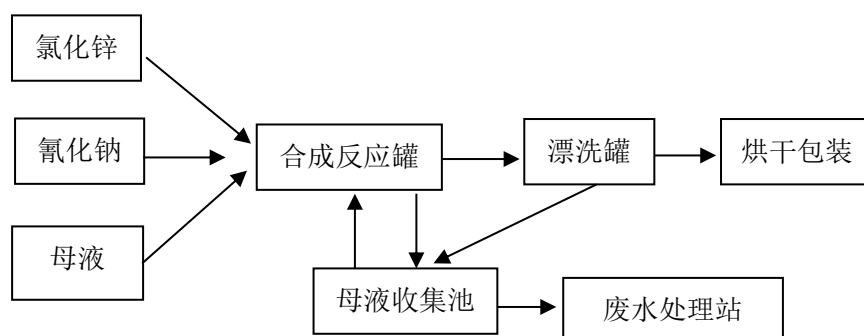 氯化锌
氰化钠
合成反应罐
漂洗罐
烘干包装
母液
母液收集池
废水处理站